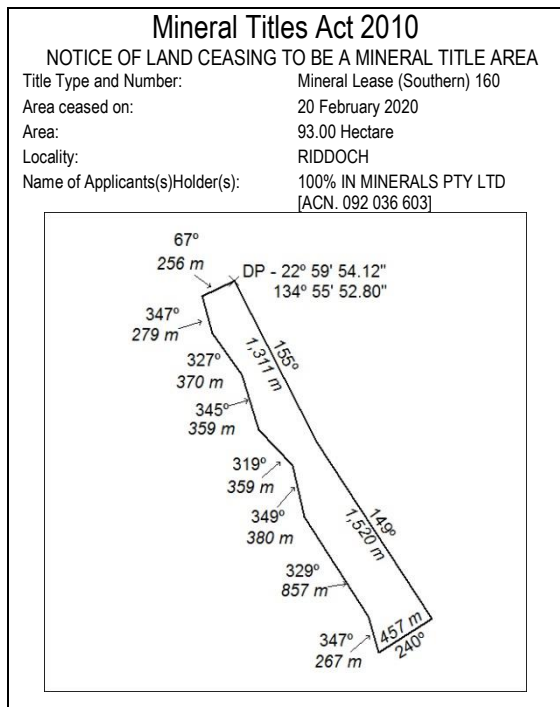 Mineral Titles Act 2010
NOTICE OF LAND CEASING TO BE A MINERAL TITLE AREA
Title Type and Number: Mineral Lease (Southern) 160
Area ceased on: 20 February 2020
Area: 93.00 Hectare
Locality: RIDDOCH
Name of Applicants(s)Holder(s): 100% IN MINERALS PTY LTD
[ACN. 092 036 603]
67º
256 m
DP - 22º 59' 54.12"
134º 55' 52.80"
347º
279 m
155º
1,311 m
327º
370 m
345º
359 m
319º
359 m
349º
380 m
149º
1,520 m
329º
857 m
347º
267 m
457 m
240º